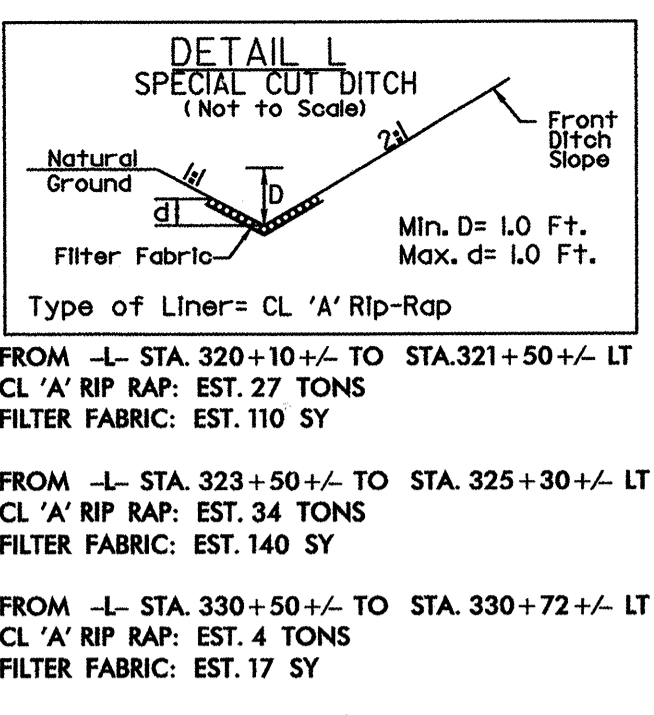 DETAIL L
SPECIAL CUT DITCH
(Not to Scale)
Natural
Ground
1:1
2:1
Front
Ditch
Slope
D
d
Min. D= 1.0 Ft.
Max. d= 1.0 Ft.
Filter Fabric
Type of Liner= CL 'A' Rip-Rap
FROM -L- STA. 320+10+/- TO STA.321+50+/- LT
CL 'A' RIP RAP: EST. 27 TONS
FILTER FABRIC: EST. 110 SY
FROM -L- STA. 323+50+/- TO STA. 325+30+/- LT
CL 'A' RIP RAP: EST. 34 TONS
FILTER FABRIC: EST. 140 SY
FROM -L- STA. 330+50+/- TO STA. 330+72+/- LT
CL 'A' RIP RAP: EST. 4 TONS
FILTER FABRIC: EST. 17 SY